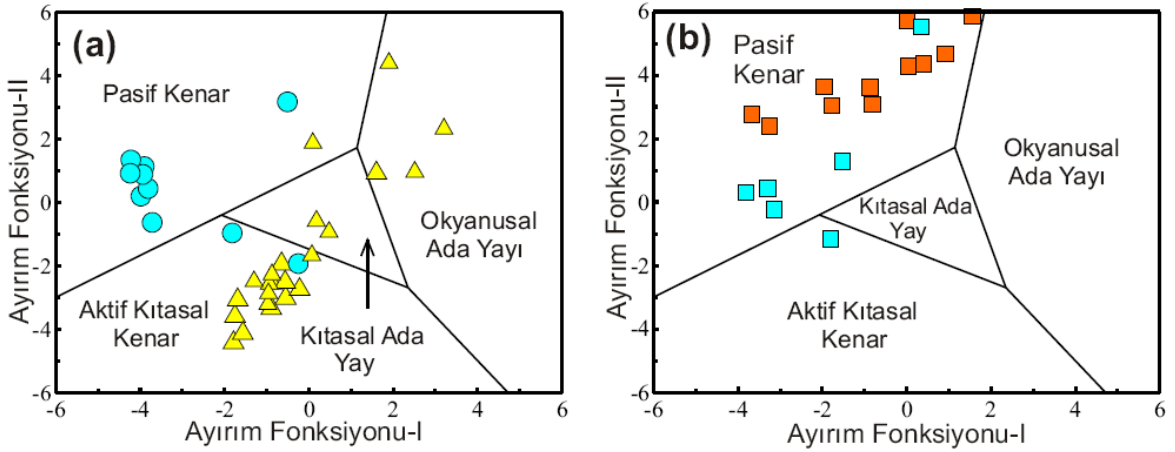 (a)
Pasif Kenar
Okyanusal
Ada Yayı
Aktif Kıtasal
Kenar
Kıtasal Ada
Yay
Ayırım Fonksiyonu-II
6
4
2
0
-2
-4
-6
-6
-4
-2
0
2
4
6
Ayırım Fonksiyonu-I
(b)
Pasif
Kenar
Okyanusal
Ada Yayı
Kıtasal Ada
Yay
Aktif Kıtasal
Kenar
Ayırım Fonksiyonu-II
6
4
2
0
-2
-4
-6
-6
-4
-2
0
2
4
6
Ayırım Fonksiyonu-I